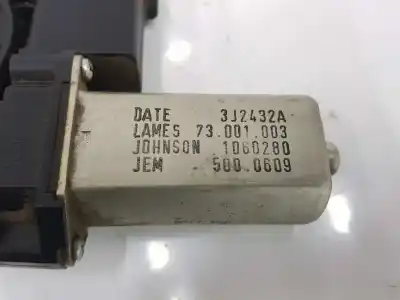 DATE 3J2432A
LAMES 73.001.003
JOHNSON 1060280
JEM 500.0609